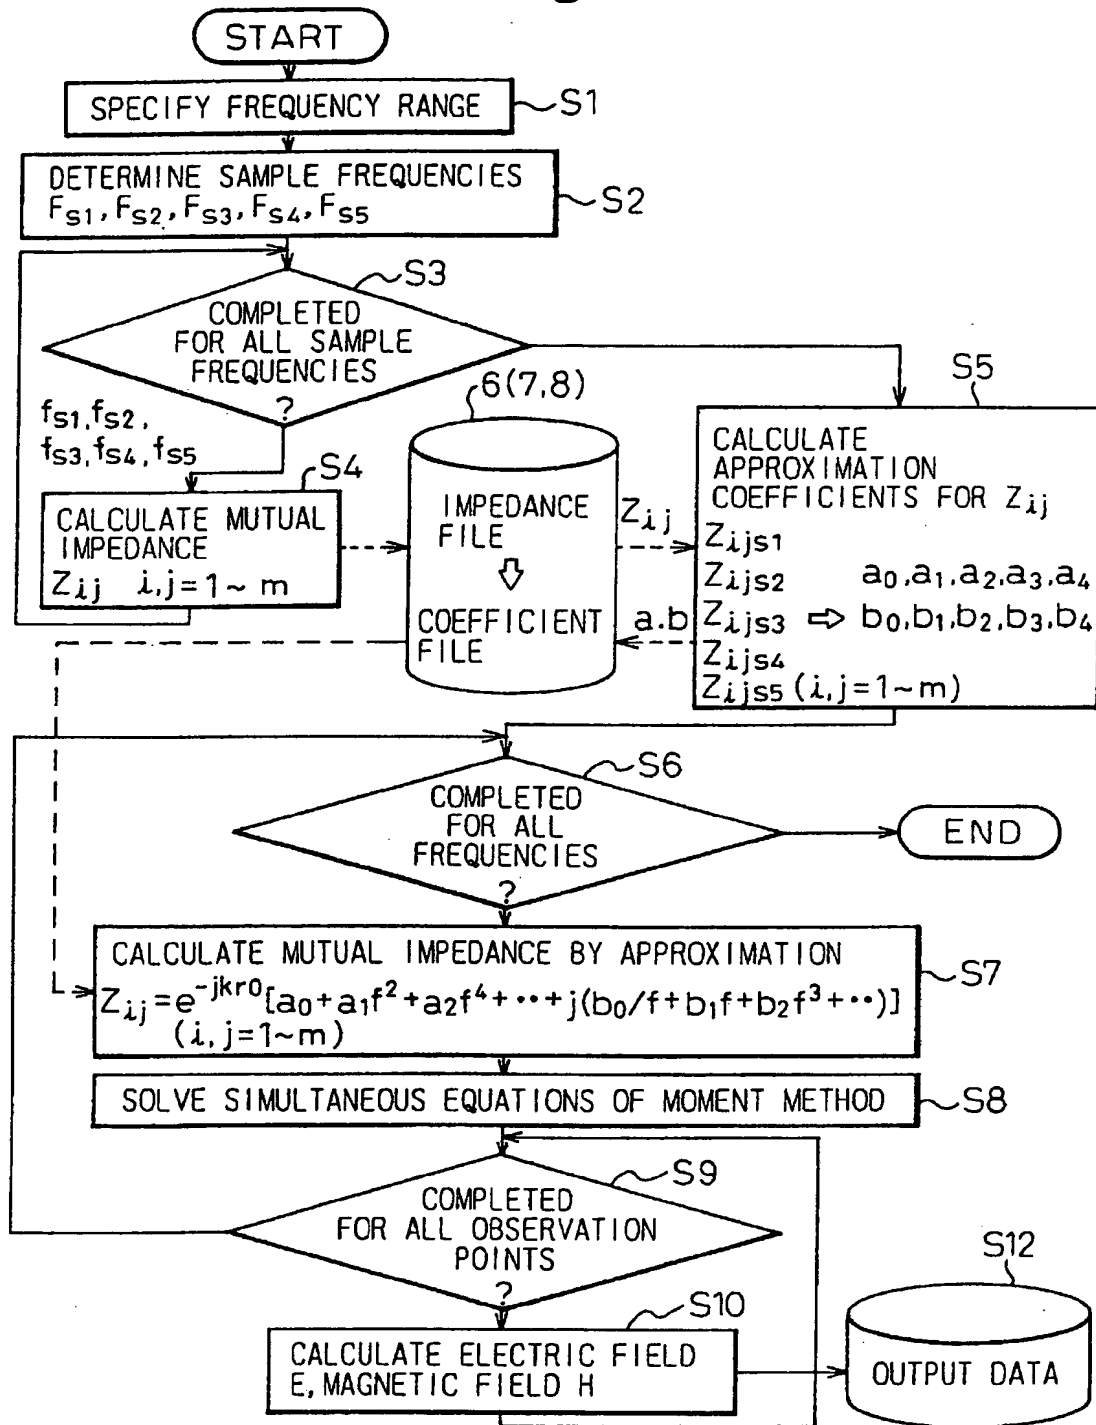 g
START
SPECIFY FREQUENCY RANGE
S1
DETERMINE SAMPLE FREQUENCIES
FS1, FS2, FS3, FS4, FS5
S2
S3
COMPLETED
FOR ALL SAMPLE
FREQUENCIES
?
fS1, fS2,
fS3, fS4, fS5
S4
CALCULATE MUTUAL
IMPEDANCE
Zij i,j=1~m
6(7,8)
IMPEDANCE
FILE
⇩
COEFFICIENT
FILE
Zij
a.b
S5
CALCULATE
APPROXIMATION
COEFFICIENTS FOR Zij
Zijs1
Zijs2 a0,a1,a2,a3,a4
Zijs3 ⇨ b0,b1,b2,b3,b4
Zijs4
Zijs5 (i,j=1~m)
S6
COMPLETED
FOR ALL
FREQUENCIES
?
END
CALCULATE MUTUAL IMPEDANCE BY APPROXIMATION
Zij=e^-jkr0[a0+a1f²+a2f⁴+··+j(b0/f+b1f+b2f³+··)]
(i,j=1~m)
S7
SOLVE SIMULTANEOUS EQUATIONS OF MOMENT METHOD
S8
S9
COMPLETED
FOR ALL OBSERVATION
POINTS
?
S10
CALCULATE ELECTRIC FIELD
E, MAGNETIC FIELD H
S12
OUTPUT DATA